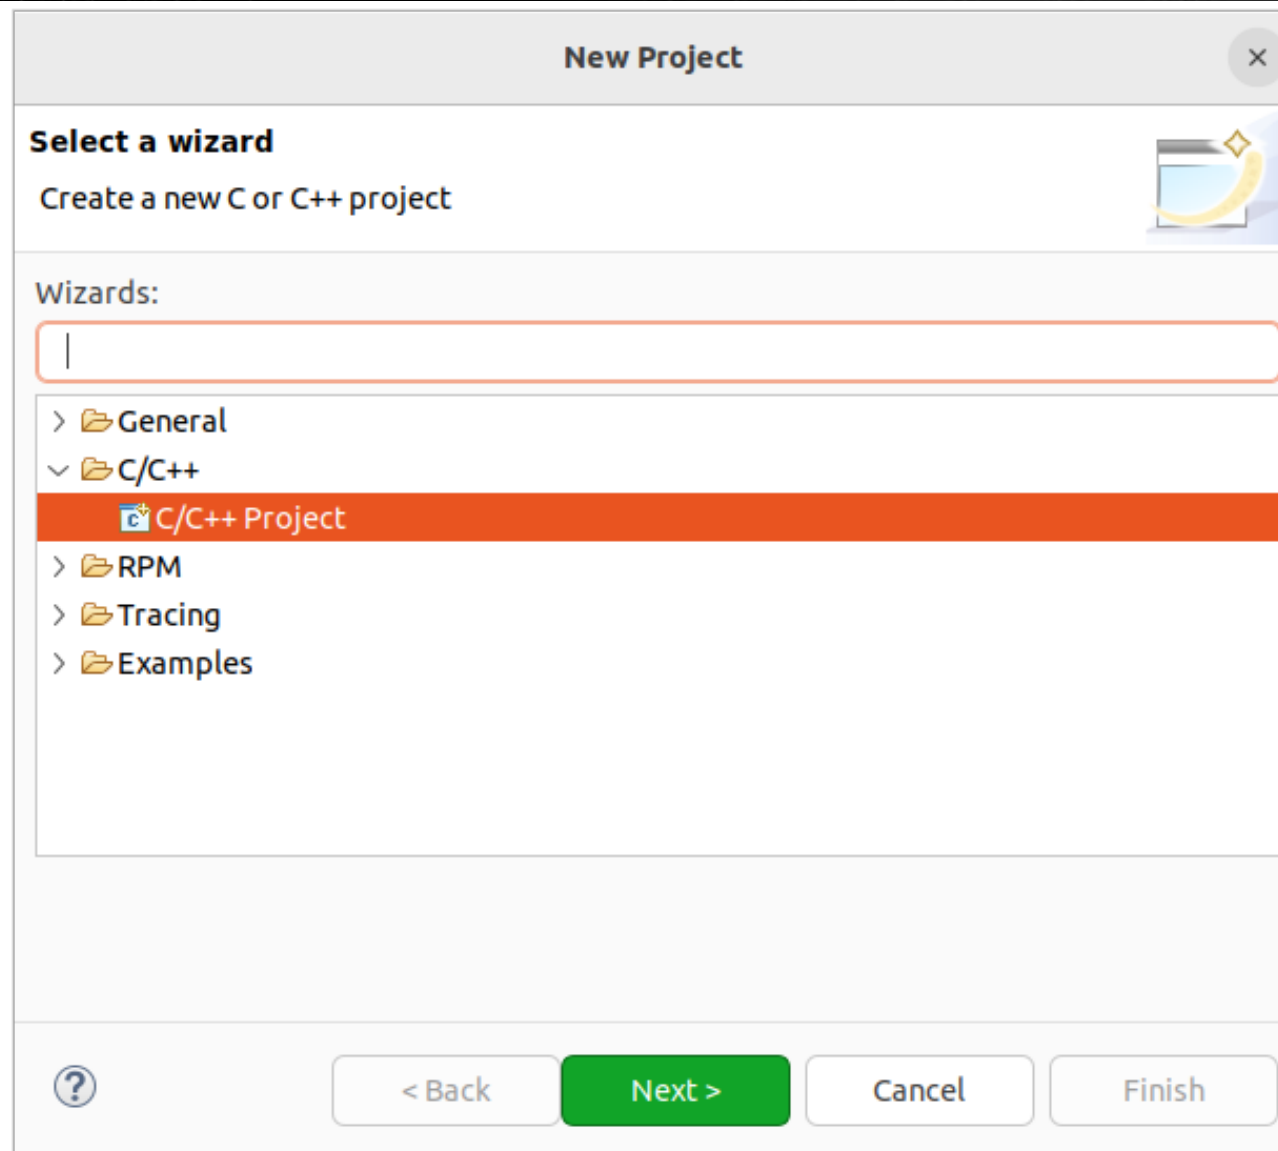 New Project
Select a wizard
Create a new C or C++ project
Wizards:
General
C/C++
C/C++ Project
RPM
Tracing
Examples
? < Back Next > Cancel Finish